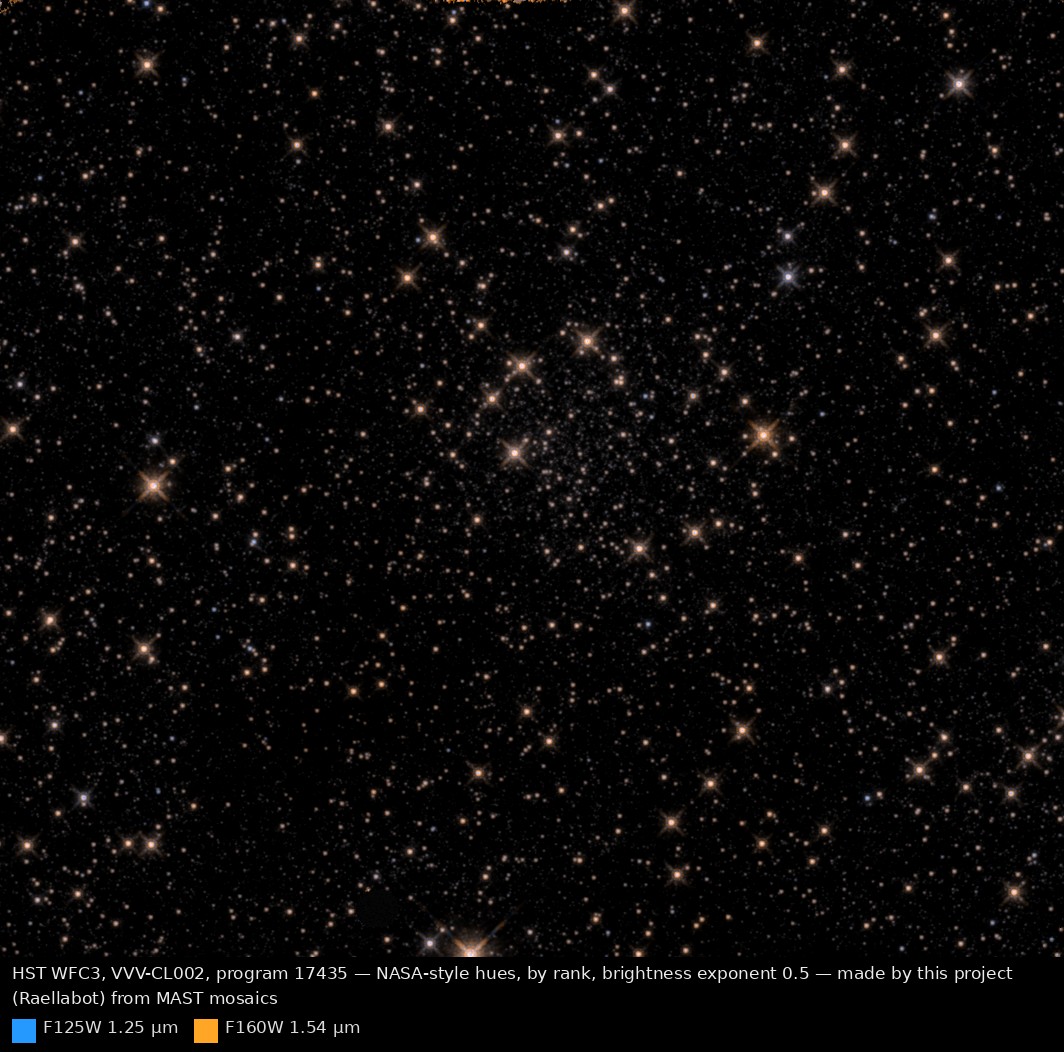 HST WFC3, VVV-CL002, program 17435 — NASA-style hues, by rank, brightness exponent 0.5 — made by this project
(Raellabot) from MAST mosaics
F125W 1.25 µm F160W 1.54 µm